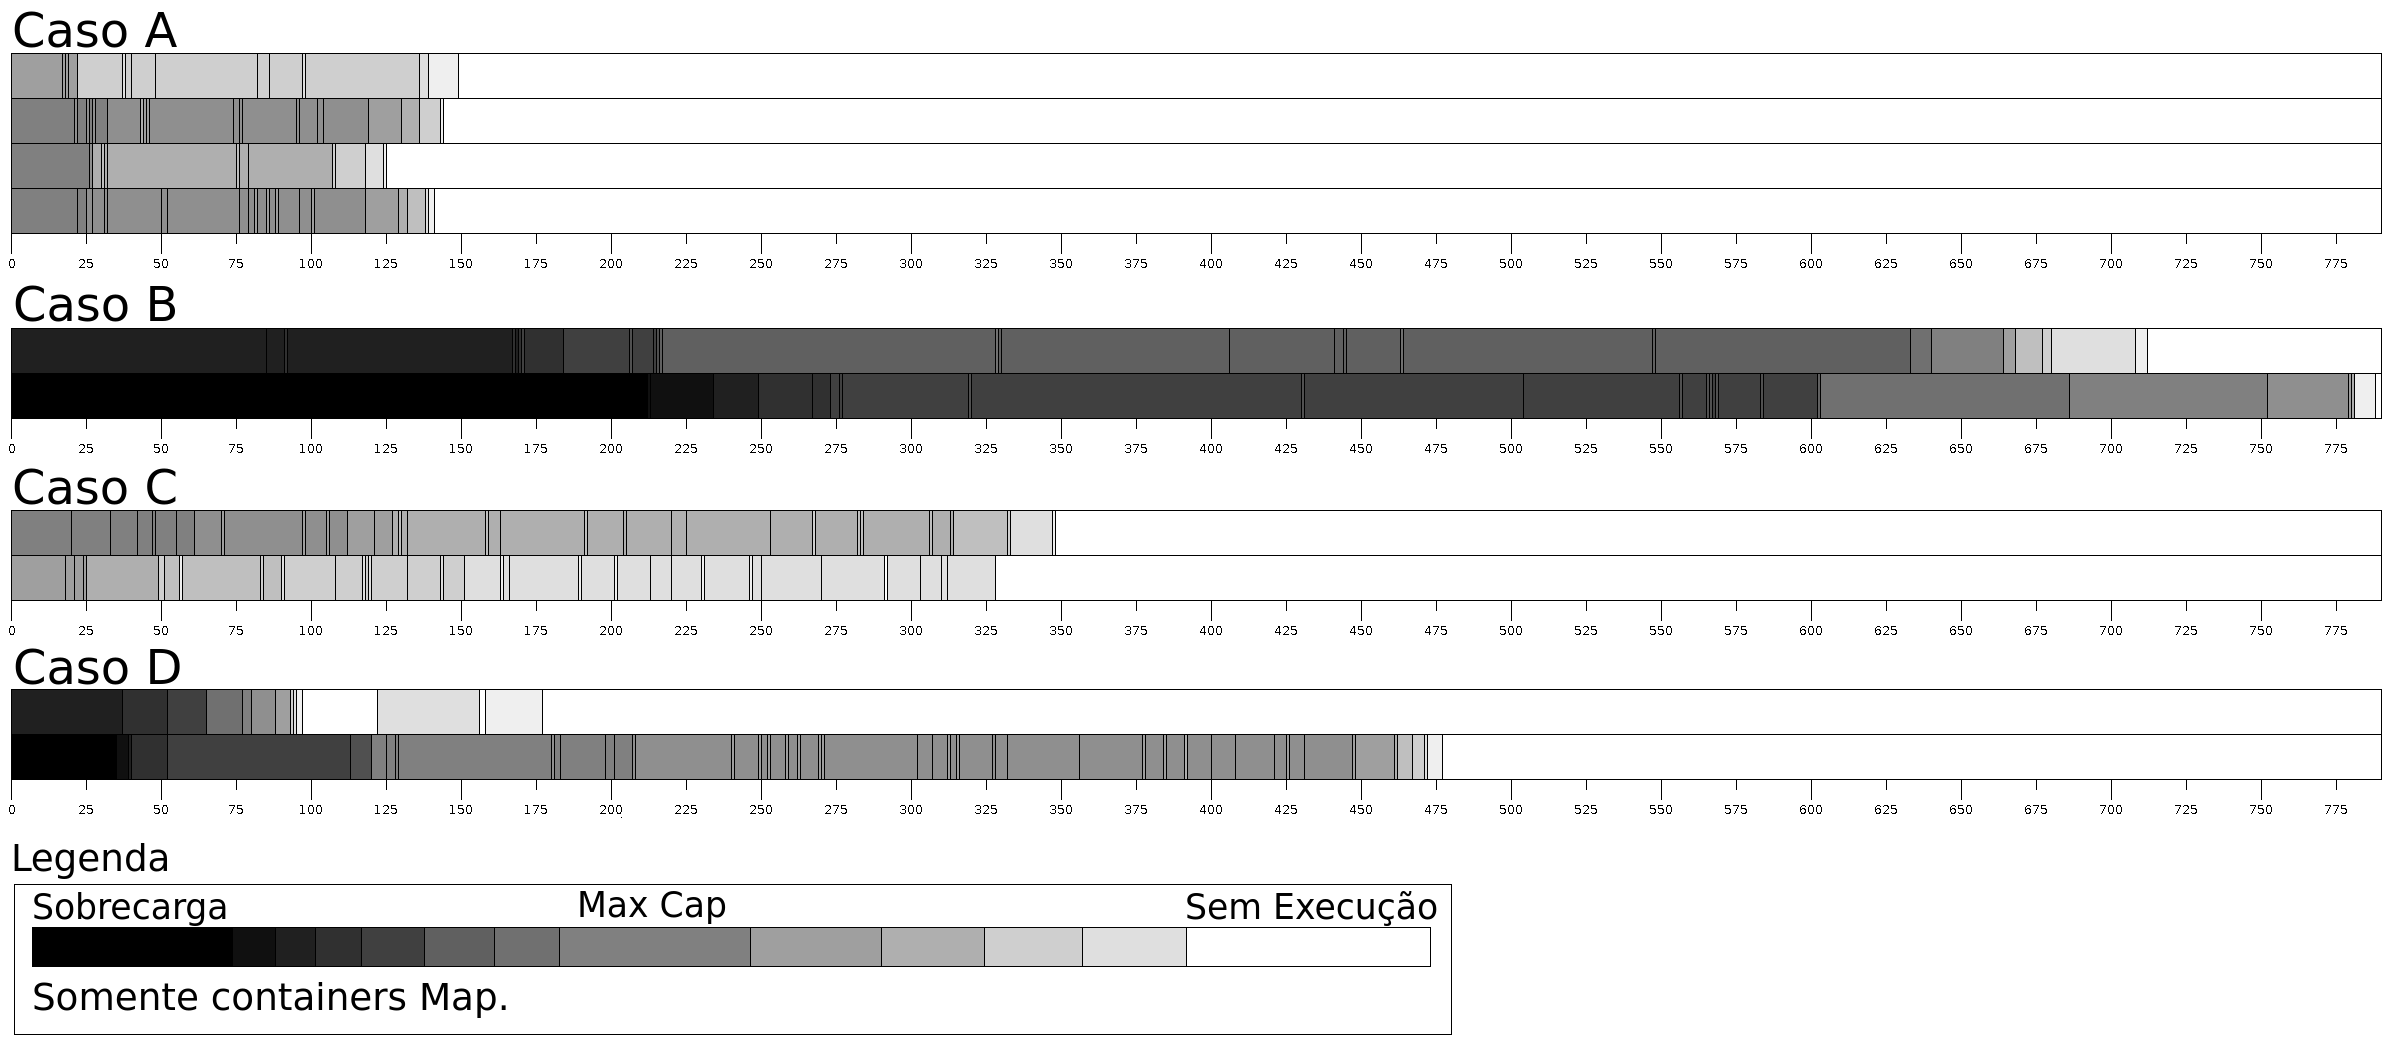 Caso A
0 25 50 75 100 125 150 175 200 225 250 275 300 325 350 375 400 425 450 475 500 525 550 575 600 625 650 675 700 725 750 775
Caso B
0 25 50 75 100 125 150 175 200 225 250 275 300 325 350 375 400 425 450 475 500 525 550 575 600 625 650 675 700 725 750 775
Caso C
0 25 50 75 100 125 150 175 200 225 250 275 300 325 350 375 400 425 450 475 500 525 550 575 600 625 650 675 700 725 750 775
Caso D
0 25 50 75 100 125 150 175 200 225 250 275 300 325 350 375 400 425 450 475 500 525 550 575 600 625 650 675 700 725 750 775
Legenda
Sobrecarga Max Cap Sem Execução
Somente containers Map.